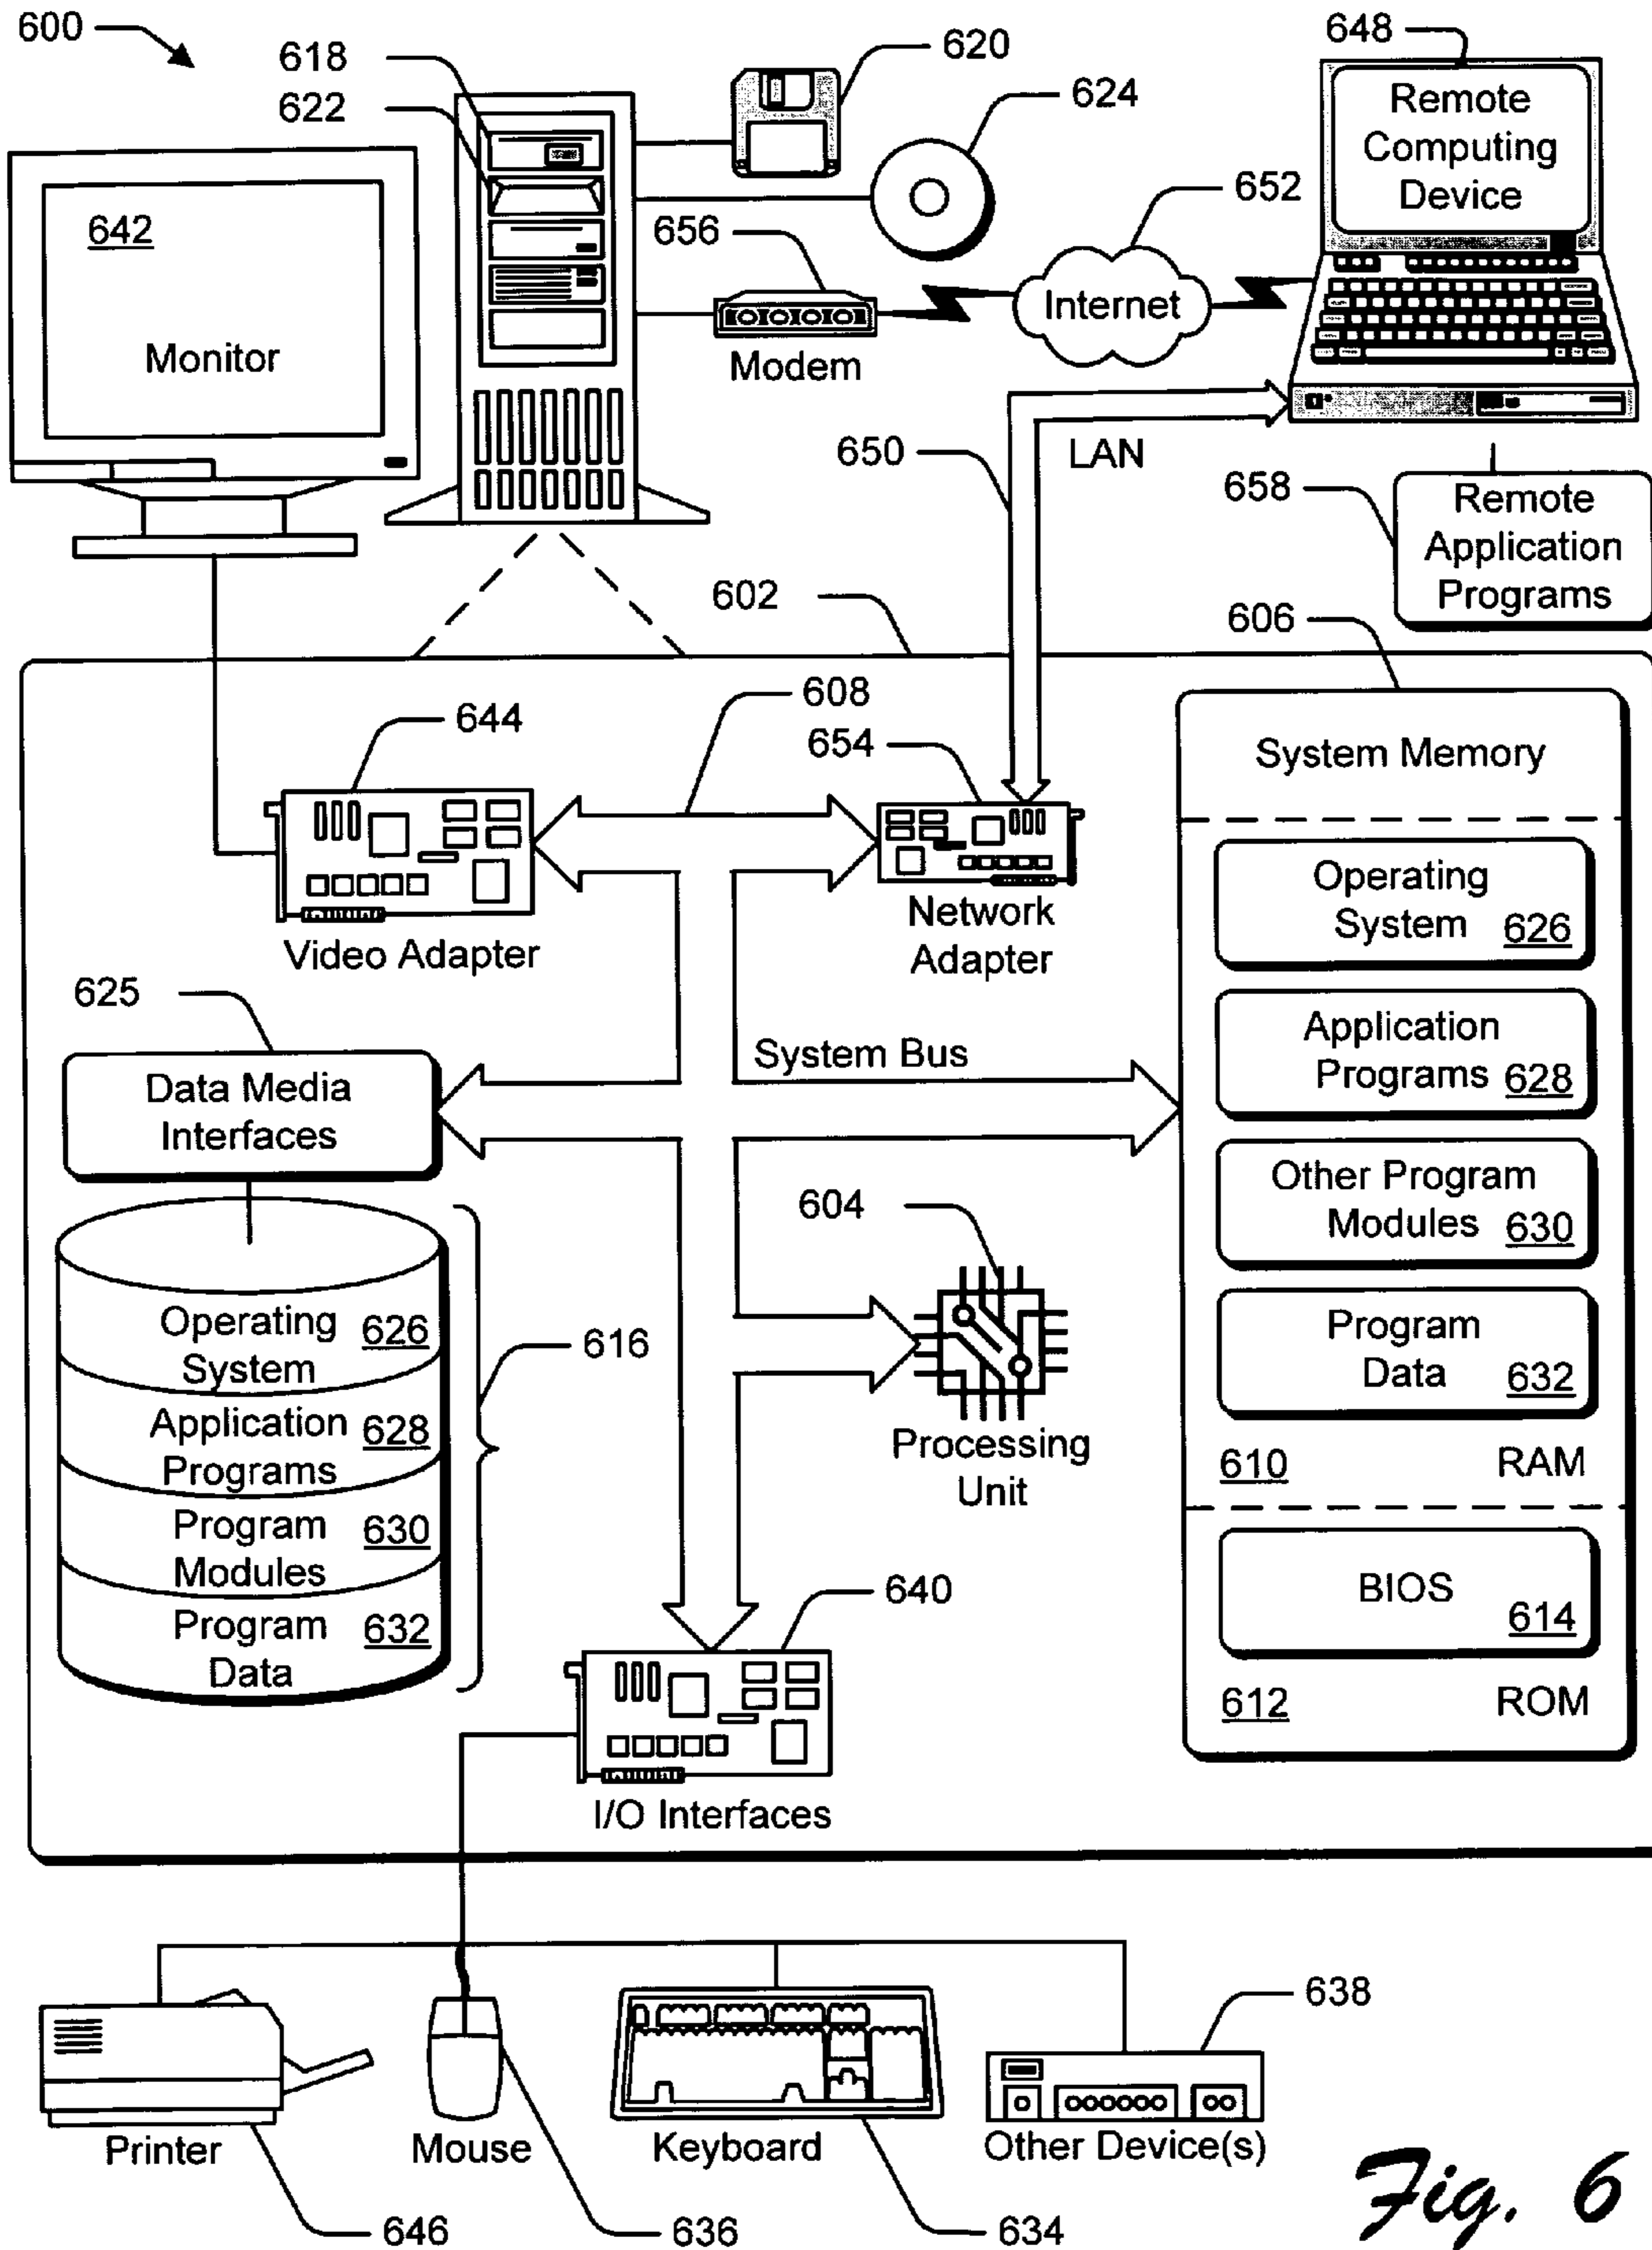 600
618
622
620
624
648
Remote
Computing
Device
652
642
Monitor
656
Modem
Internet
650
LAN
658
Remote
Application
Programs
602
606
608
644
654
Video Adapter
Network
Adapter
System Memory
Operating
System 626
Application
Programs 628
Other Program
Modules 630
Program
Data 632
610 RAM
BIOS
614
612 ROM
625
Data Media
Interfaces
System Bus
604
Processing
Unit
Operating
System 626
Application
Programs 628
Program
Modules 630
Program
Data 632
616
640
I/O Interfaces
638
Printer
Mouse
Keyboard
Other Device(s)
646
636
634
Fig. 6